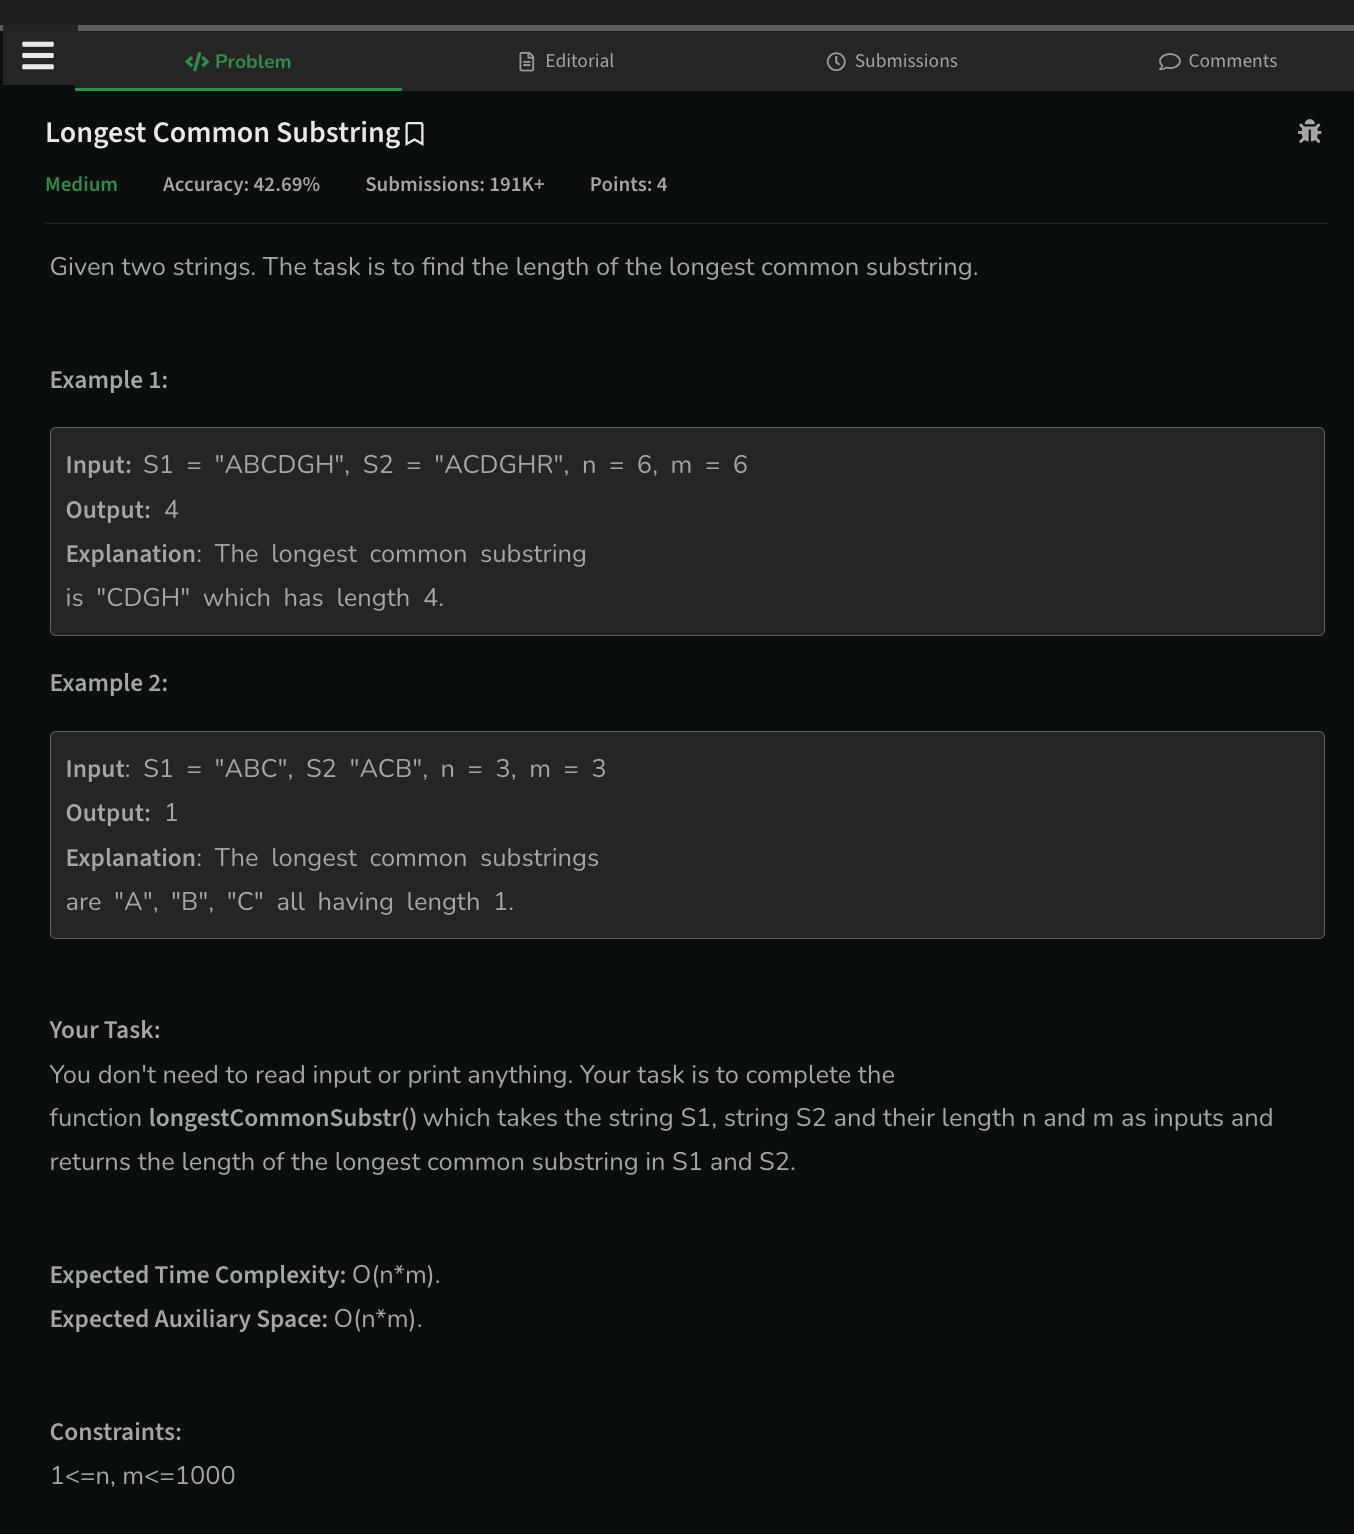 </> Problem
Editorial
Submissions
Comments
Longest Common Substring
Medium Accuracy: 42.69% Submissions: 191K+ Points: 4
Given two strings. The task is to find the length of the longest common substring.
Example 1:
Input: S1 = "ABCDGH", S2 = "ACDGHR", n = 6, m = 6
Output: 4
Explanation: The longest common substring
is "CDGH" which has length 4.
Example 2:
Input: S1 = "ABC", S2 "ACB", n = 3, m = 3
Output: 1
Explanation: The longest common substrings
are "A", "B", "C" all having length 1.
Your Task:
You don't need to read input or print anything. Your task is to complete the
function longestCommonSubstr() which takes the string S1, string S2 and their length n and m as inputs and
returns the length of the longest common substring in S1 and S2.
Expected Time Complexity: O(n*m).
Expected Auxiliary Space: O(n*m).
Constraints:
1<=n, m<=1000